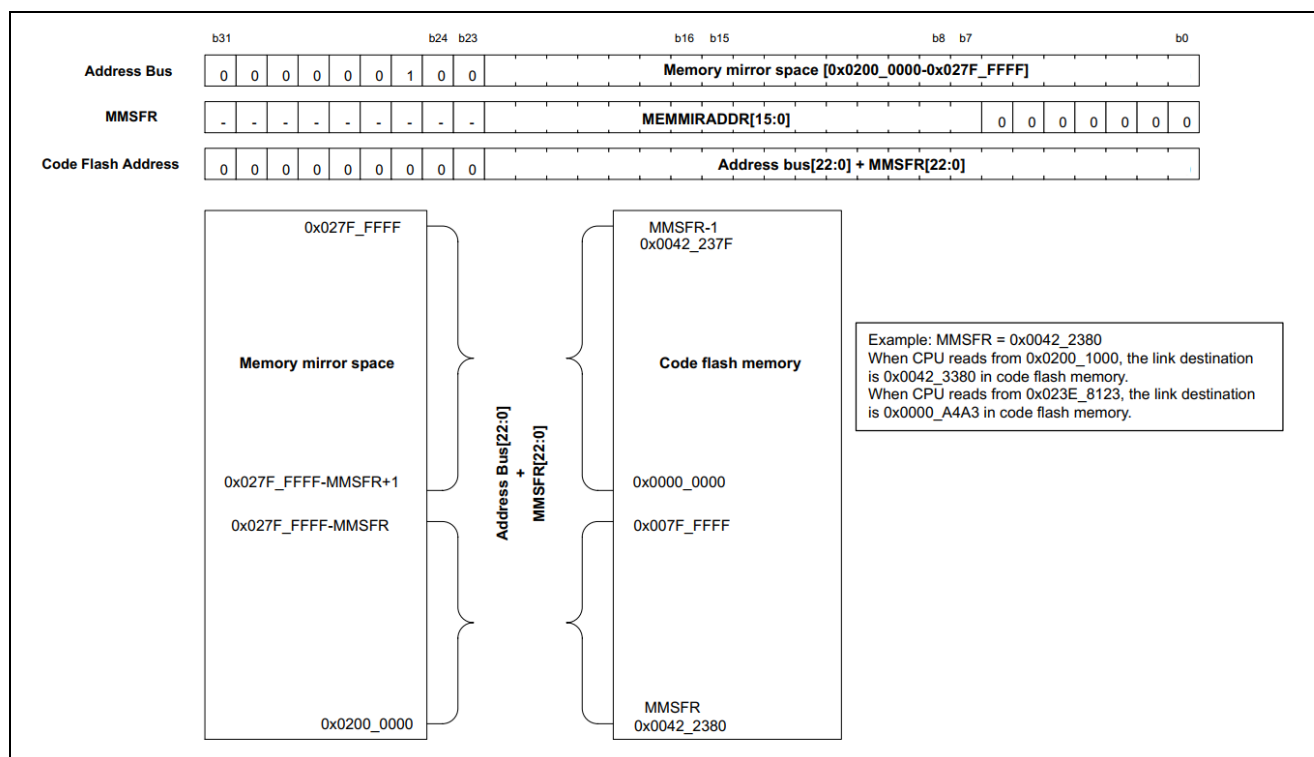 b31 b24 b23 b16 b15 b8 b7 b0
Address Bus 0 0 0 0 0 0 1 0 0 Memory mirror space [0x0200_0000-0x027F_FFFF]
MMSFR - - - - - - - - - MEMMIRADDR[15:0] 0 0 0 0 0 0 0
Code Flash Address 0 0 0 0 0 0 0 0 0 Address bus[22:0] + MMSFR[22:0]
0x027F_FFFF
Memory mirror space
0x027F_FFFF-MMSFR+1
0x027F_FFFF-MMSFR
0x0200_0000
Address Bus[22:0]
+
MMSFR[22:0]
MMSFR-1
0x0042_237F
Code flash memory
0x0000_0000
0x007F_FFFF
MMSFR
0x0042_2380
Example: MMSFR = 0x0042_2380
When CPU reads from 0x0200_1000, the link destination
is 0x0042_3380 in code flash memory.
When CPU reads from 0x023E_8123, the link destination
is 0x0000_A4A3 in code flash memory.